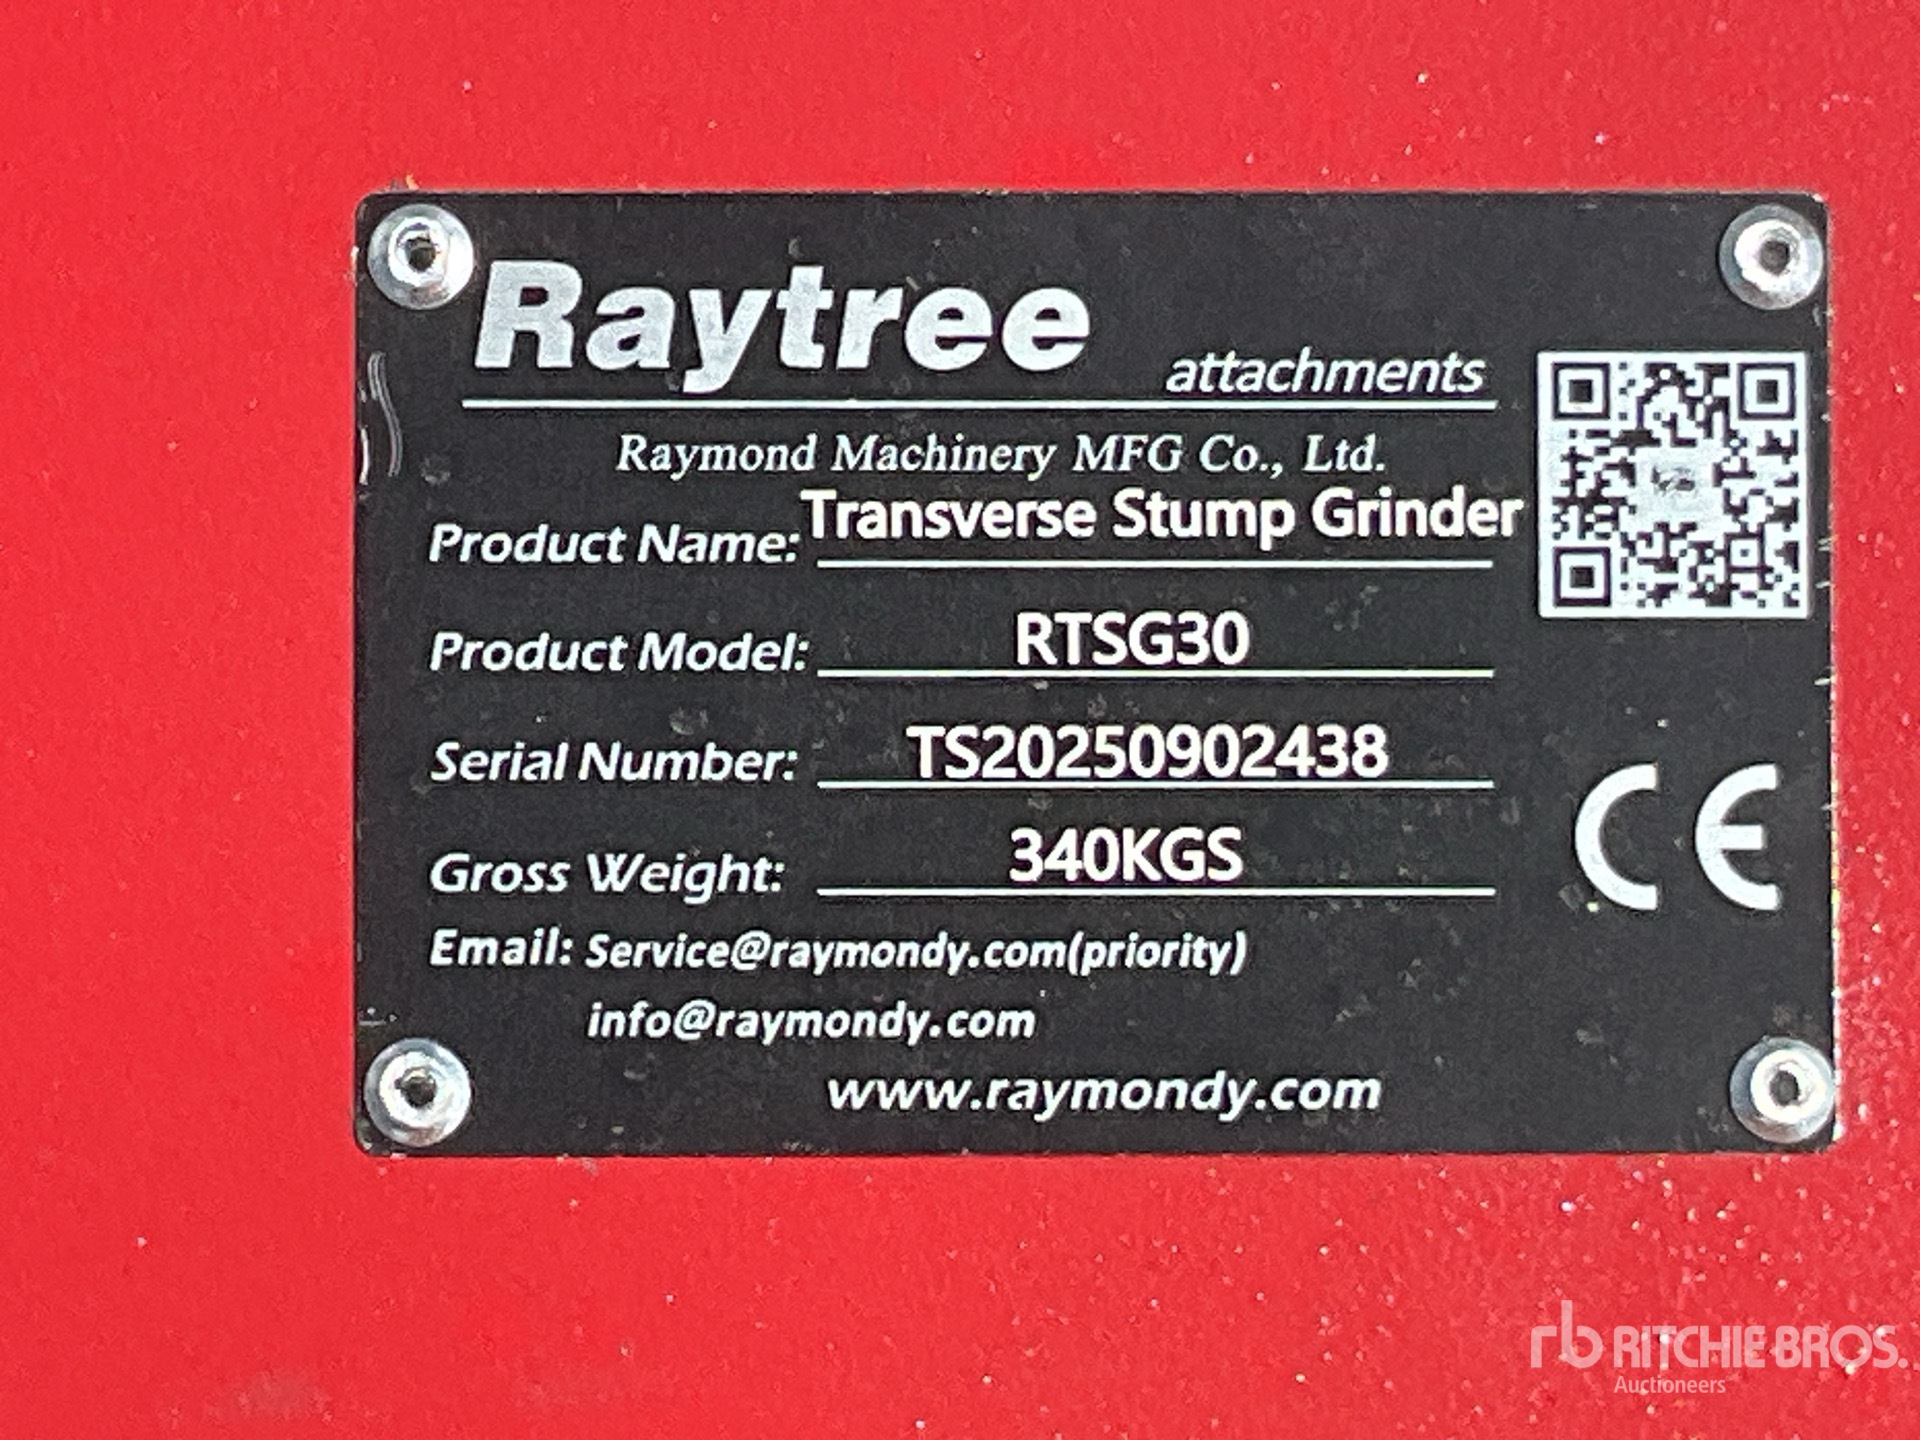 Raytree attachments
Raymond Machinery MFG Co., Ltd.
Product Name: Transverse Stump Grinder
Product Model: RTSG30
Serial Number: TS20250902438
Gross Weight: 340KGS
Email: Service@raymondy.com(priority)
info@raymondy.com
www.raymondy.com
CE
rb RITCHIE BROS.
Auctioneers